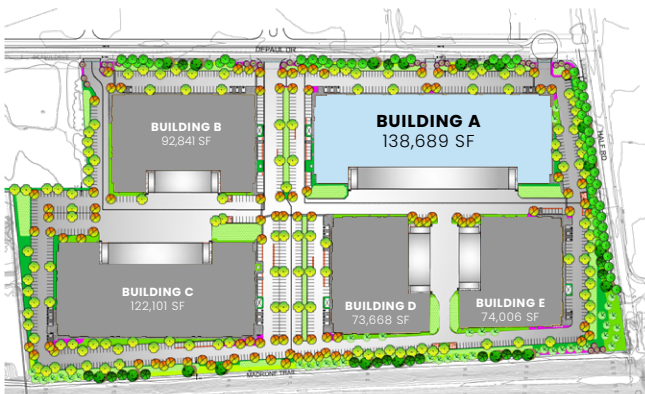 DEPAUL DR.
BUILDING B
92,841 SF
BUILDING A
138,689 SF
HALE RD
BUILDING C
122,101 SF
BUILDING D
73,668 SF
BUILDING E
74,006 SF